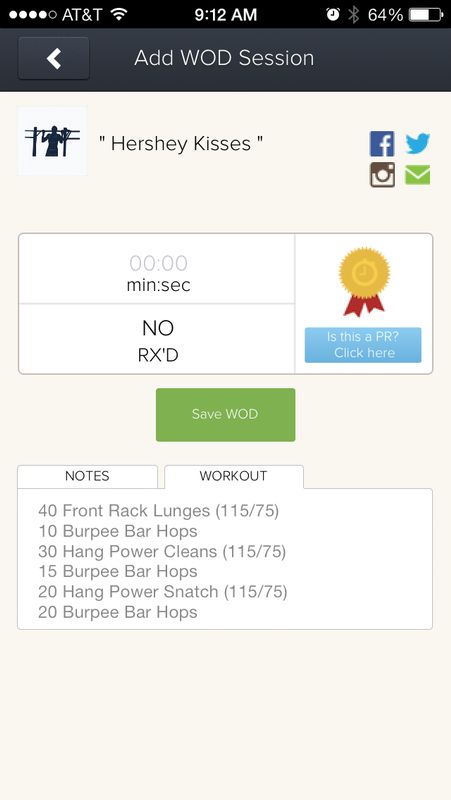 AT&T 9:12 AM 64%
Add WOD Session
" Hershey Kisses "
00:00
min:sec
NO
RX'D
Is this a PR?
Click here
Save WOD
NOTES WORKOUT
40 Front Rack Lunges (115/75)
10 Burpee Bar Hops
30 Hang Power Cleans (115/75)
15 Burpee Bar Hops
20 Hang Power Snatch (115/75)
20 Burpee Bar Hops